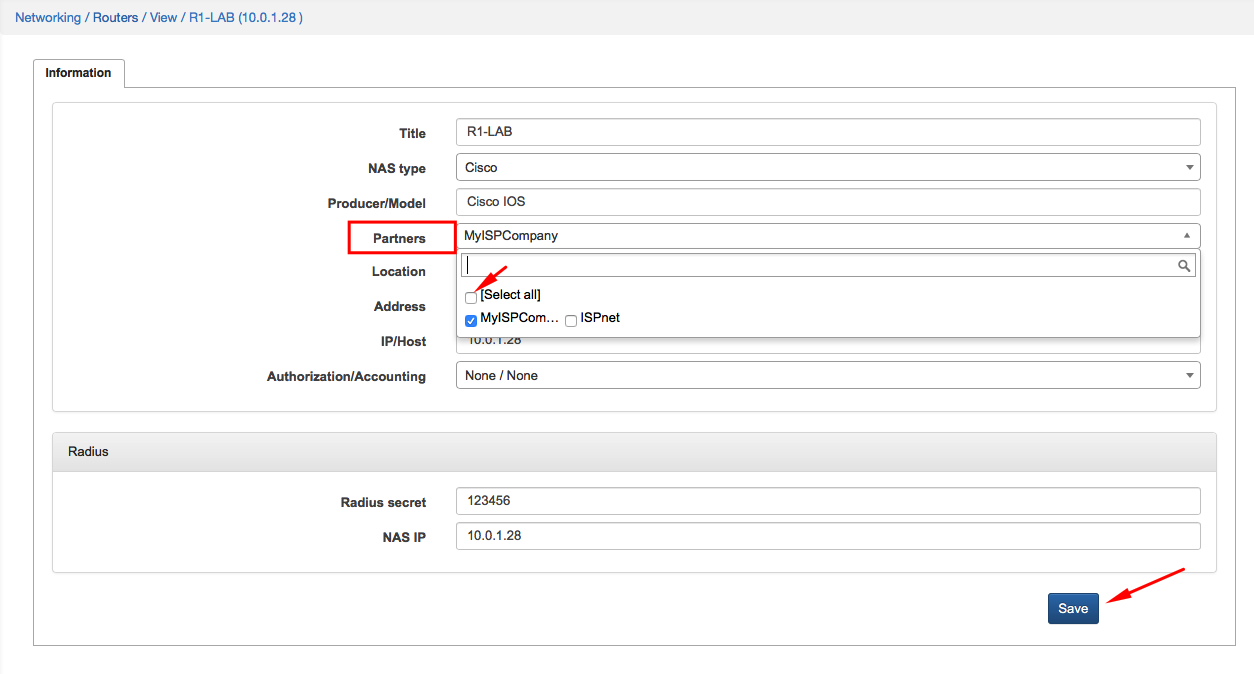 Networking / Routers / View / R1-LAB (10.0.1.28 )
Information
Title R1-LAB
NAS type Cisco
Producer/Model Cisco IOS
Partners MyISPCompany
Location
[Select all]
Address MyISPCom... ISPnet
IP/Host 10.0.1.28
Authorization/Accounting None / None
Radius
Radius secret 123456
NAS IP 10.0.1.28
Save